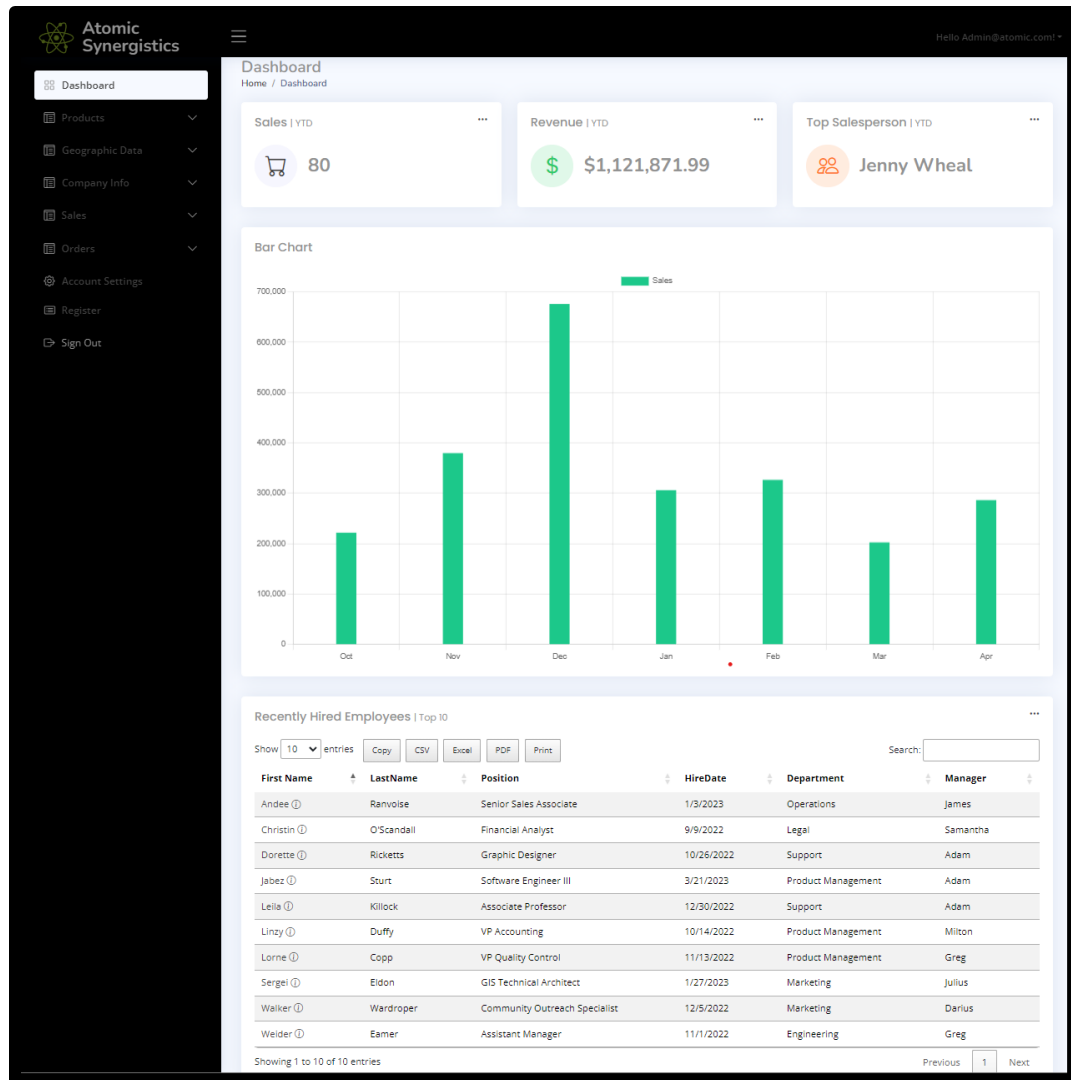 Atomic
Synergistics
Hello Admin@atomic.com!
Dashboard
Products
Geographic Data
Company Info
Sales
Orders
Account Settings
Register
Sign Out
Dashboard
Home / Dashboard
Sales | YTD
80
Revenue | YTD
$ $1,121,871.99
Top Salesperson | YTD
Jenny Wheal
Bar Chart
Sales
700,000
600,000
500,000
400,000
300,000
200,000
100,000
0
Oct Nov Dec Jan Feb Mar Apr
Recently Hired Employees | Top 10
Show 10 entries Copy CSV Excel PDF Print Search:
First Name LastName Position HireDate Department Manager
Andee Ranvoise Senior Sales Associate 1/3/2023 Operations James
Christin O'Scandall Financial Analyst 9/9/2022 Legal Samantha
Dorette Ricketts Graphic Designer 10/26/2022 Support Adam
Jabez Sturt Software Engineer III 3/21/2023 Product Management Adam
Leila Killock Associate Professor 12/30/2022 Support Adam
Linzy Duffy VP Accounting 10/14/2022 Product Management Milton
Lorne Copp VP Quality Control 11/13/2022 Product Management Greg
Sergei Eldon GIS Technical Architect 1/27/2023 Marketing Julius
Walker Wardroper Community Outreach Specialist 12/5/2022 Marketing Darius
Weider Eamer Assistant Manager 11/1/2022 Engineering Greg
Showing 1 to 10 of 10 entries Previous 1 Next